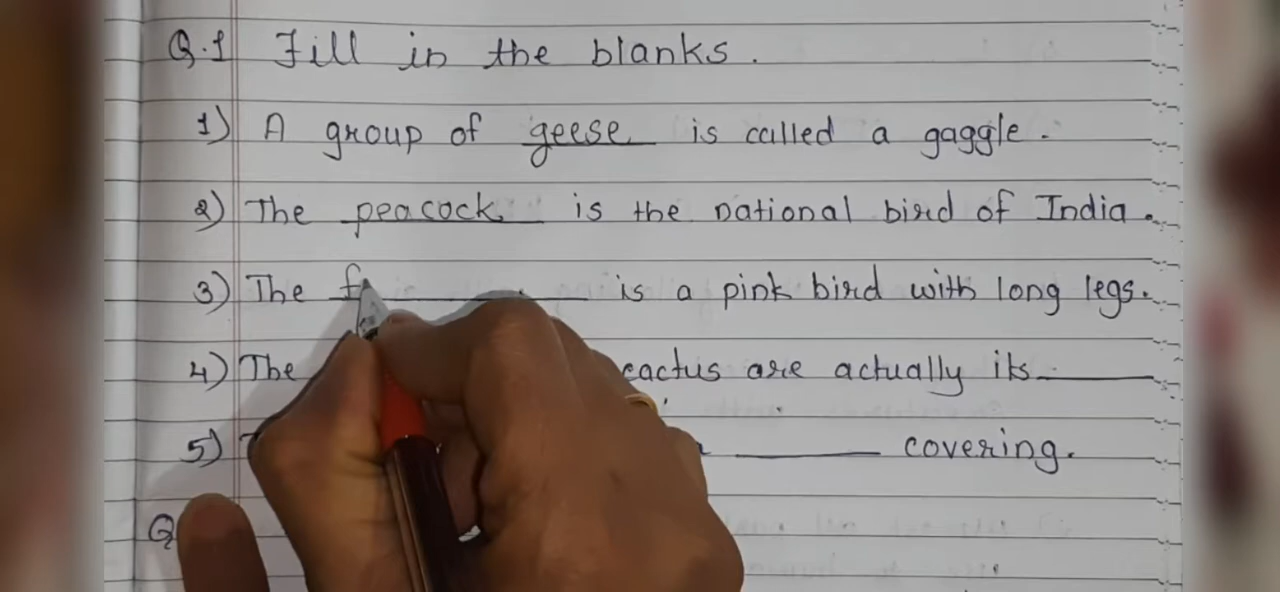 Q.1 Fill in the blanks.
1) A group of geese is called a gaggle.
2) The peacock is the national bird of India.
3) The f is a pink bird with long legs.
4) The cactus are actually its
5) covering.
Q